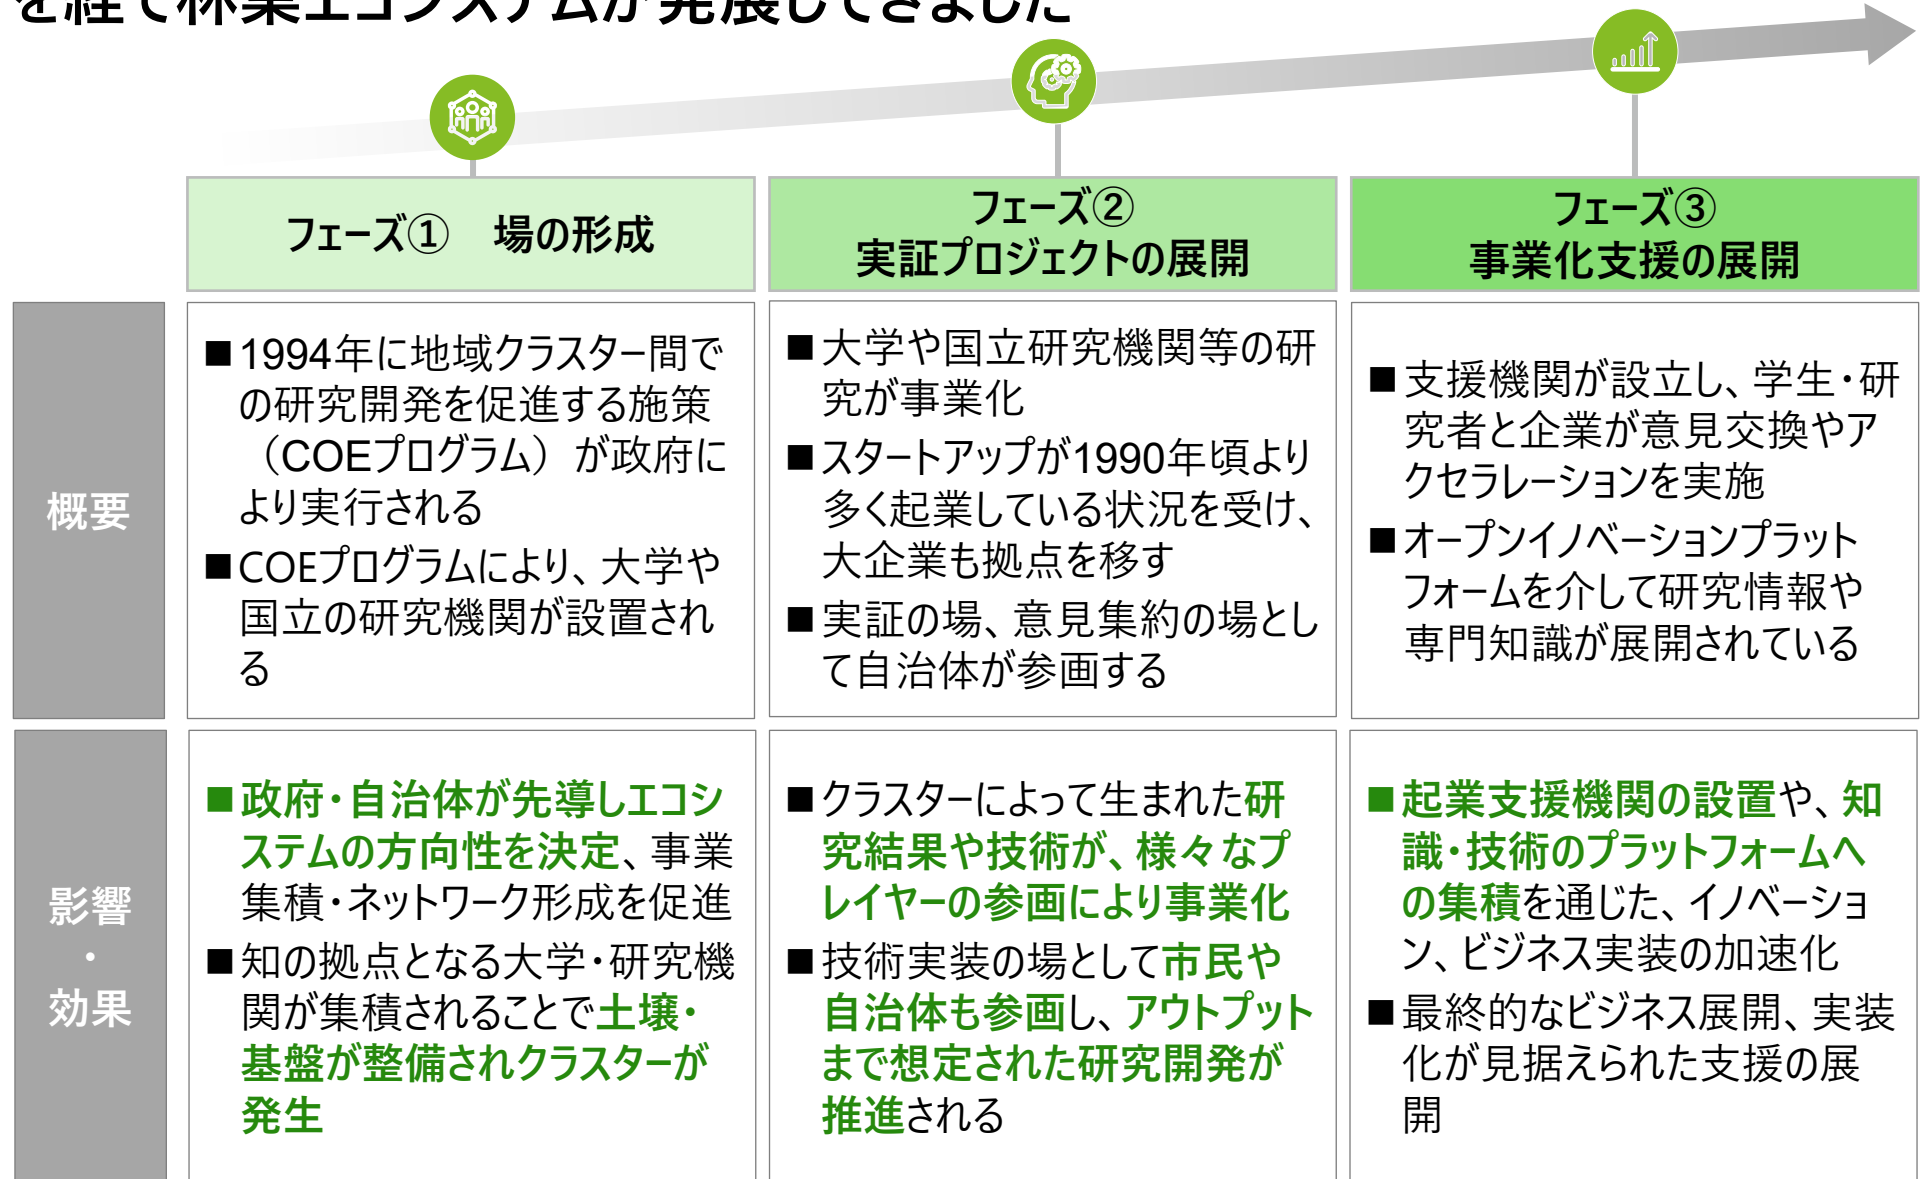 を経て林業エコシステムが発展してきました
フェーズ①　場の形成
フェーズ②
実証プロジェクトの展開
フェーズ③
事業化支援の展開
概要
■1994年に地域クラスター間で
の研究開発を促進する施策
（COEプログラム）が政府に
より実行される
■COEプログラムにより、大学や
国立の研究機関が設置され
る
■大学や国立研究機関等の研
究が事業化
■スタートアップが1990年頃より
多く起業している状況を受け、
大企業も拠点を移す
■実証の場、意見集約の場とし
て自治体が参画する
■支援機関が設立し、学生・研
究者と企業が意見交換やア
クセラレーションを実施
■オープンイノベーションプラット
フォームを介して研究情報や
専門知識が展開されている
影響
・
効果
■政府・自治体が先導しエコシ
ステムの方向性を決定、事業
集積・ネットワーク形成を促進
■知の拠点となる大学・研究機
関が集積されることで土壌・
基盤が整備されクラスターが
発生
■クラスターによって生まれた研
究結果や技術が、様々なプ
レイヤーの参画により事業化
■技術実装の場として市民や
自治体も参画し、アウトプット
まで想定された研究開発が
推進される
■起業支援機関の設置や、知
識・技術のプラットフォームへ
の集積を通じた、イノベーショ
ン、ビジネス実装の加速化
■最終的なビジネス展開、実装
化が見据えられた支援の展
開